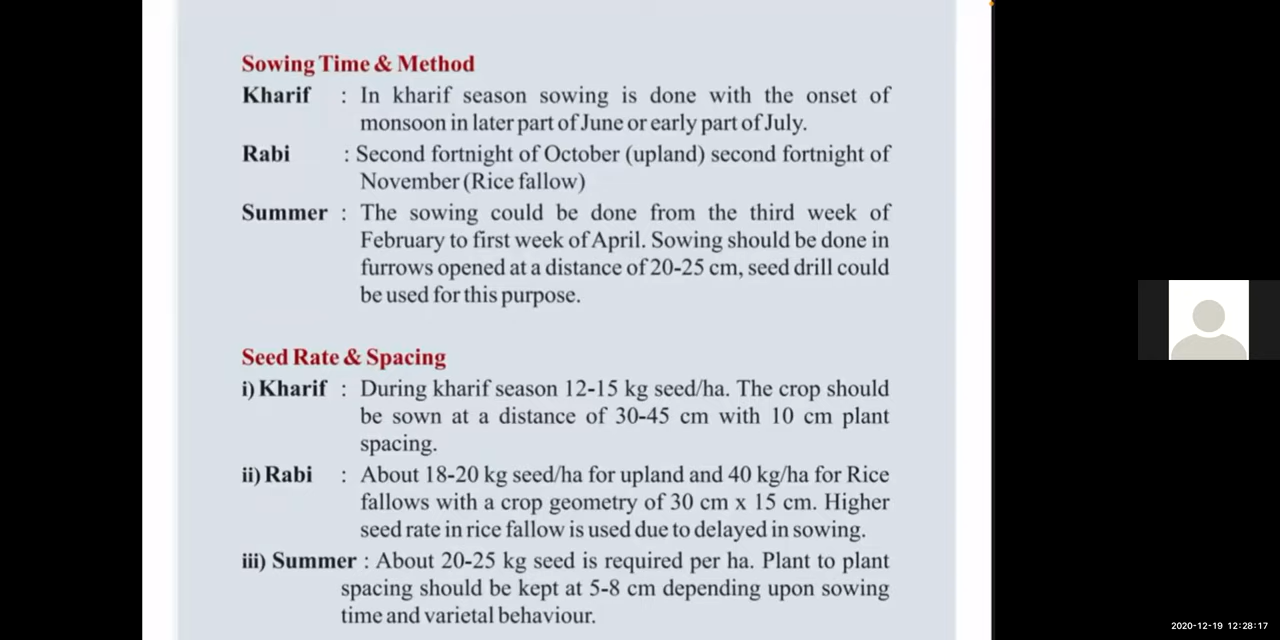 Sowing Time & Method
Kharif : In kharif season sowing is done with the onset of
monsoon in later part of June or early part of July.
Rabi : Second fortnight of October (upland) second fortnight of
November (Rice fallow)
Summer : The sowing could be done from the third week of
February to first week of April. Sowing should be done in
furrows opened at a distance of 20-25 cm, seed drill could
be used for this purpose.
Seed Rate & Spacing
i) Kharif : During kharif season 12-15 kg seed/ha. The crop should
be sown at a distance of 30-45 cm with 10 cm plant
spacing.
ii) Rabi : About 18-20 kg seed/ha for upland and 40 kg/ha for Rice
fallows with a crop geometry of 30 cm x 15 cm. Higher
seed rate in rice fallow is used due to delayed in sowing.
iii) Summer : About 20-25 kg seed is required per ha. Plant to plant
spacing should be kept at 5-8 cm depending upon sowing
time and varietal behaviour.
2020-12-19 12:28:17